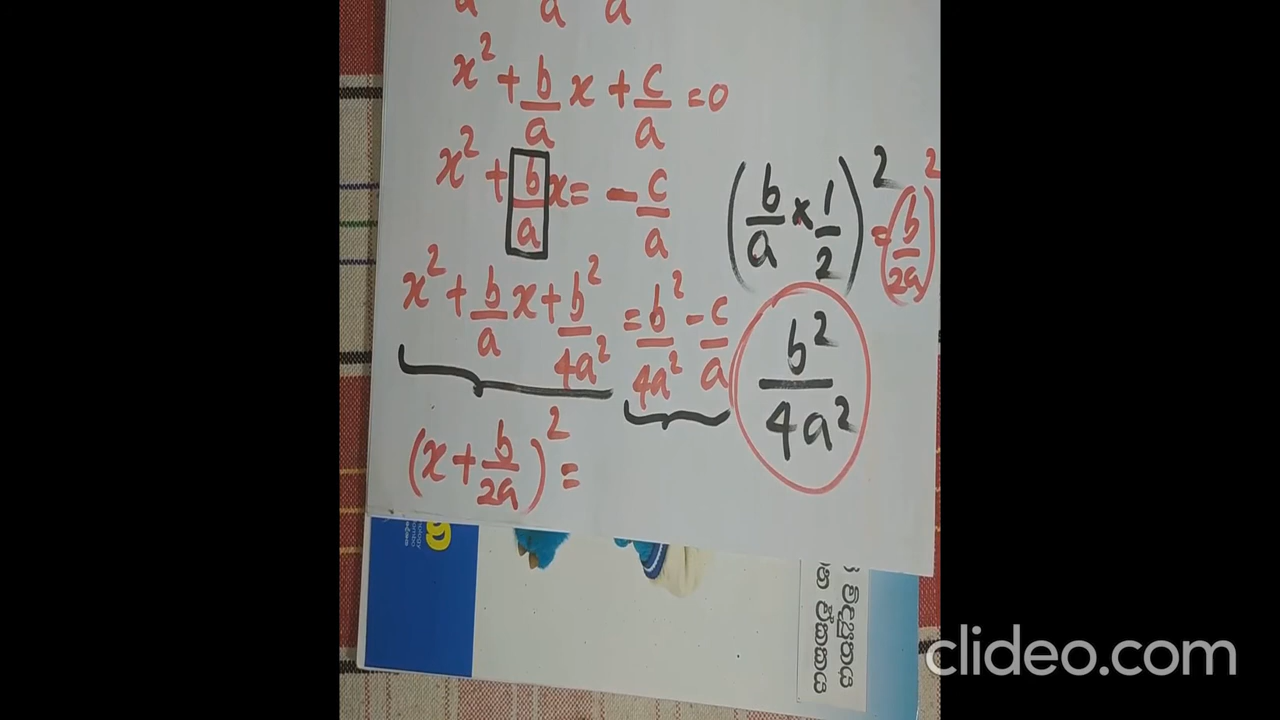 a a a
x² + b/a x + c/a = 0
x² + b/a x = - c/a
(b/a × 1/2)² = (b/2a)²
x² + b/a x + b²/4a² = b²/4a² - c/a
b²/4a²
(x + b/2a)² =
clideo.com